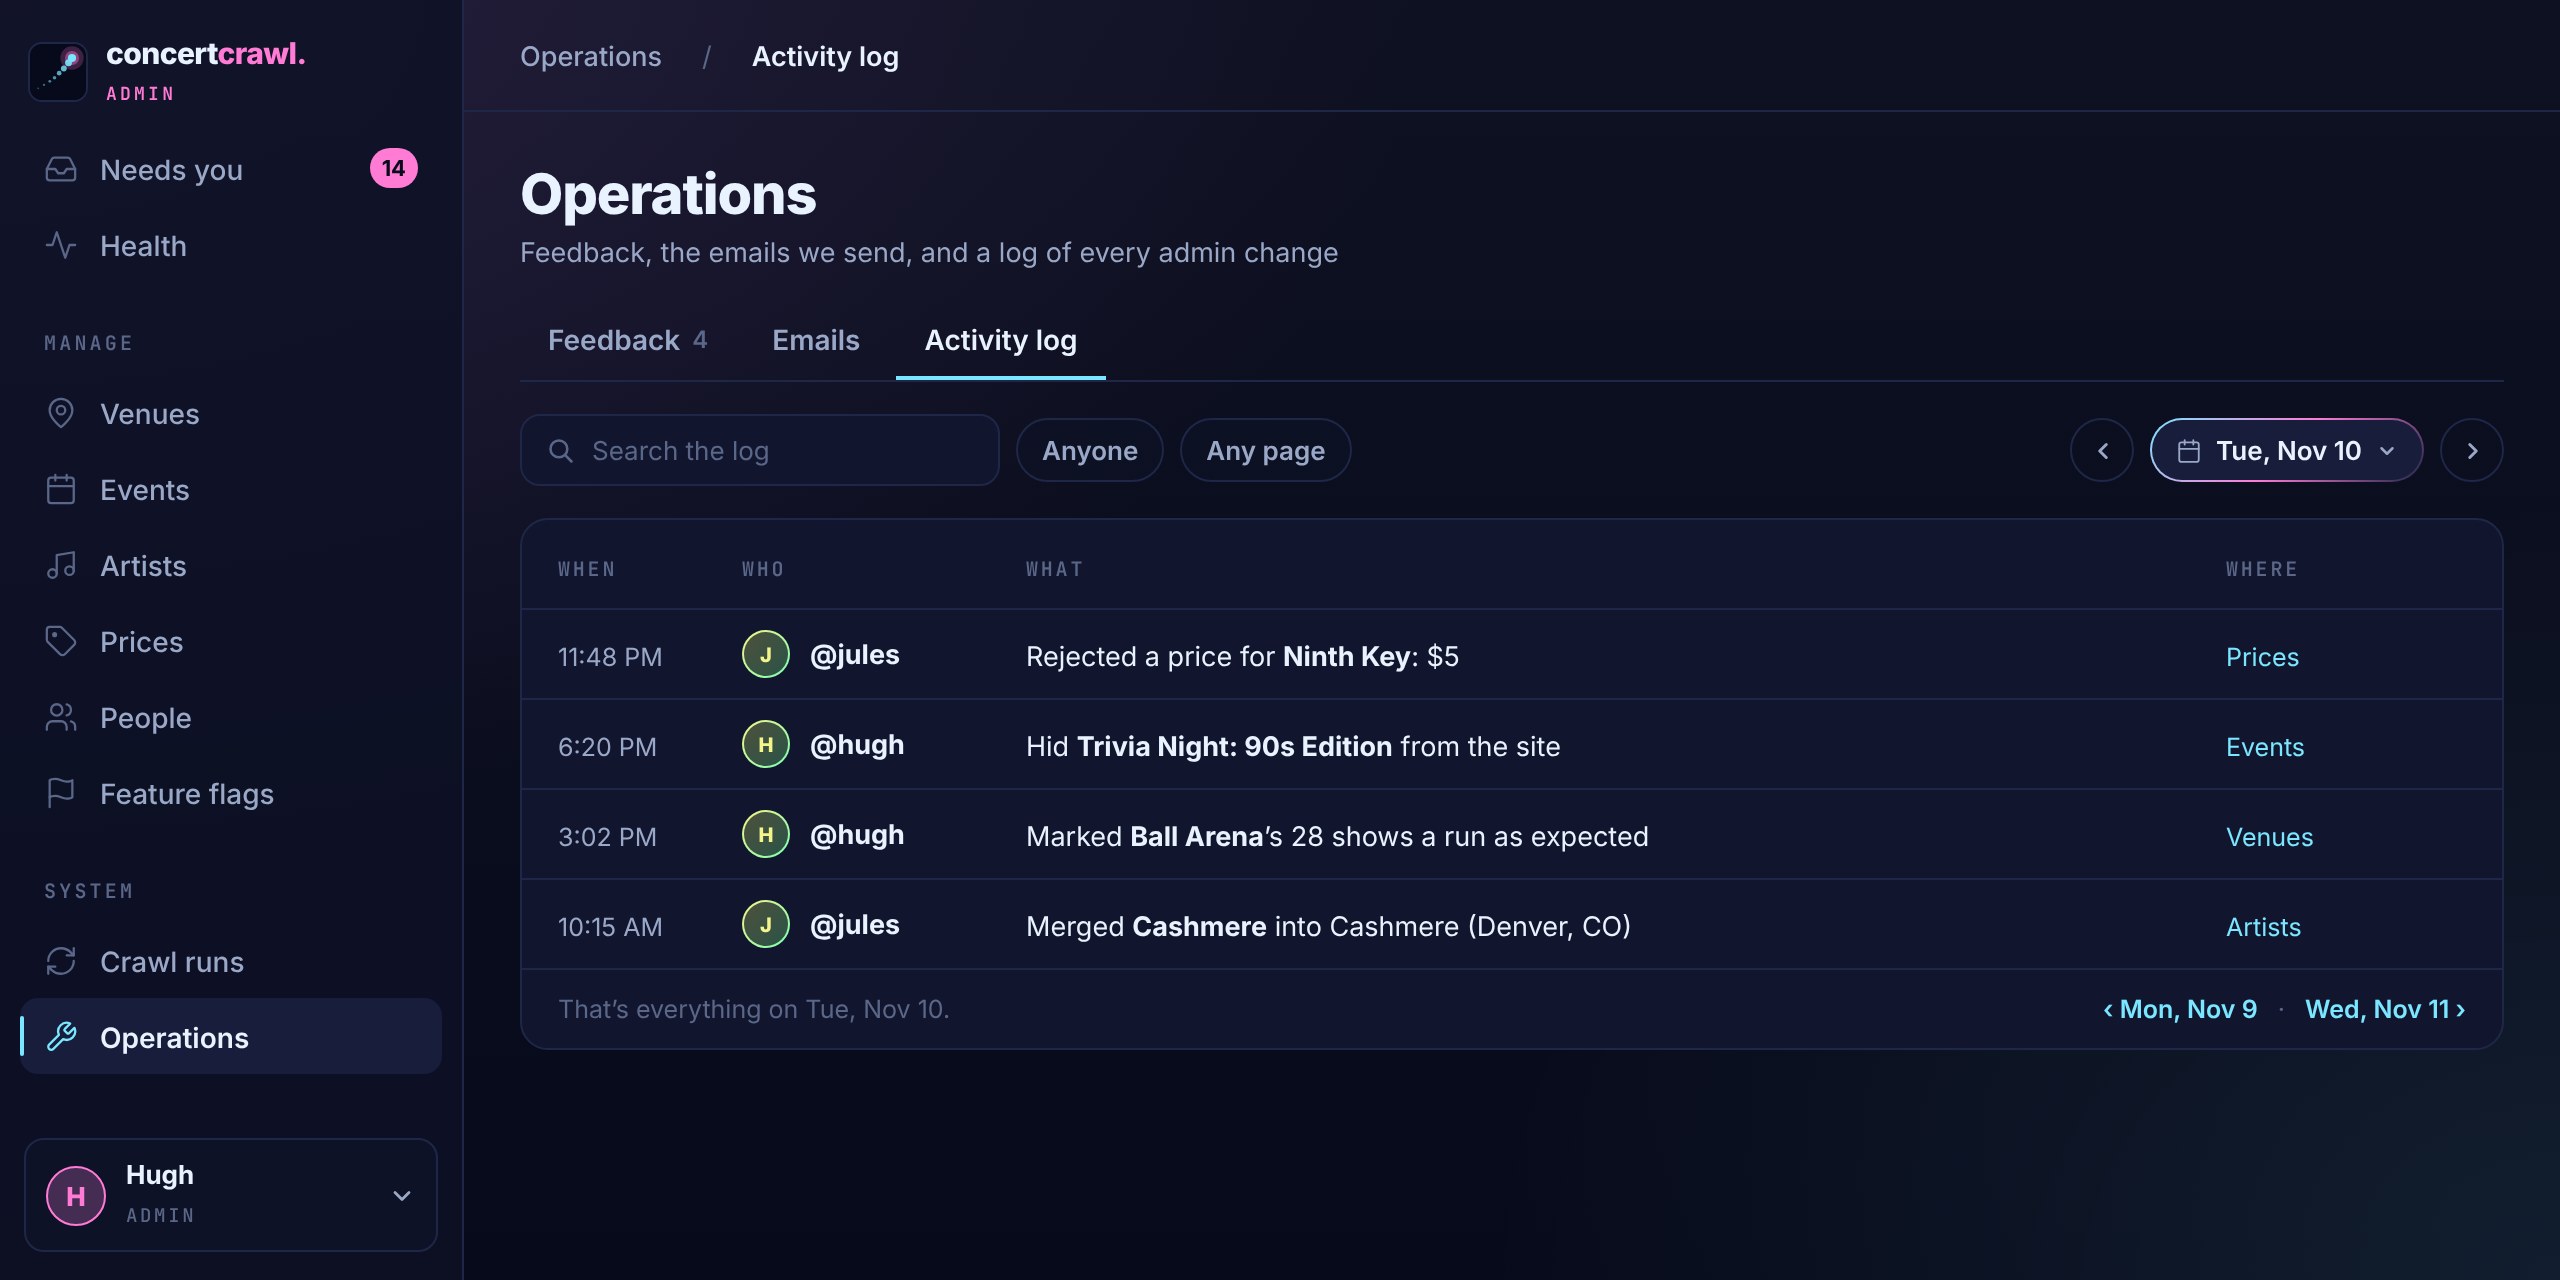 concertcrawl.
ADMIN
Needs you 14
Health
MANAGE
Venues
Events
Artists
Prices
People
Feature flags
SYSTEM
Crawl runs
Operations
H Hugh
ADMIN
Operations / Activity log
Operations
Feedback, the emails we send, and a log of every admin change
Feedback 4 Emails Activity log
Search the log Anyone Any page ‹ Tue, Nov 10 ›
WHEN WHO WHAT WHERE
11:48 PM J @jules Rejected a price for Ninth Key: $5 Prices
6:20 PM H @hugh Hid Trivia Night: 90s Edition from the site Events
3:02 PM H @hugh Marked Ball Arena’s 28 shows a run as expected Venues
10:15 AM J @jules Merged Cashmere into Cashmere (Denver, CO) Artists
That’s everything on Tue, Nov 10. ‹ Mon, Nov 9 · Wed, Nov 11 ›